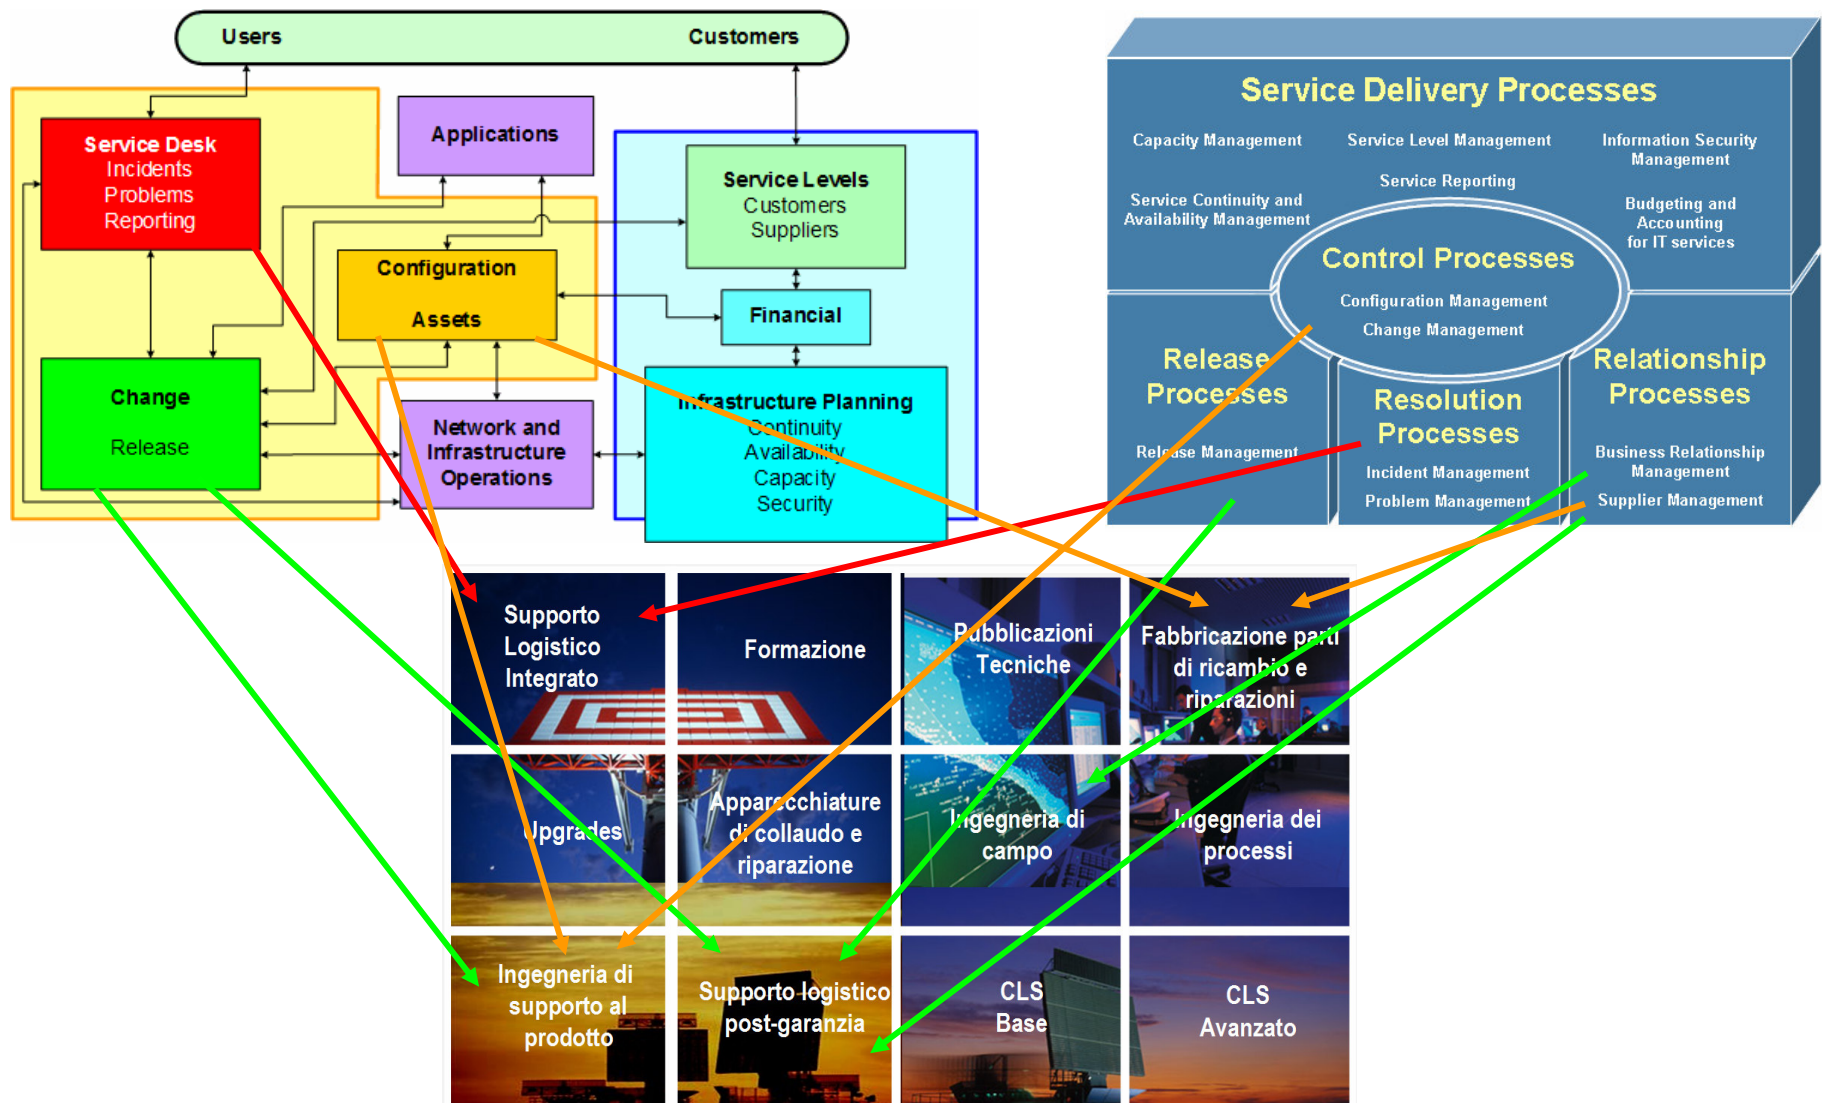 Users
Customers
Service Desk
Incidents
Problems
Reporting
Applications
Service Levels
Customers
Suppliers
Configuration
Assets
Financial
Change
Release
Network and
Infrastructure
Operations
Infrastructure Planning
Continuity
Availability
Capacity
Security
Service Delivery Processes
Capacity Management
Service Level Management
Information Security
Management
Service Reporting
Service Continuity and
Availability Management
Budgeting and
Accounting
for IT services
Control Processes
Configuration Management
Change Management
Release
Processes
Release Management
Resolution
Processes
Incident Management
Problem Management
Relationship
Processes
Business Relationship
Management
Supplier Management
Supporto
Logistico
Integrato
Formazione
Pubblicazioni
Tecniche
Fabbricazione parti
di ricambio e
riparazioni
Upgrades
Apparecchiature
di collaudo e
riparazione
Ingegneria di
campo
Ingegneria dei
processi
Ingegneria di
supporto al
prodotto
Supporto logistico
post-garanzia
CLS
Base
CLS
Avanzato